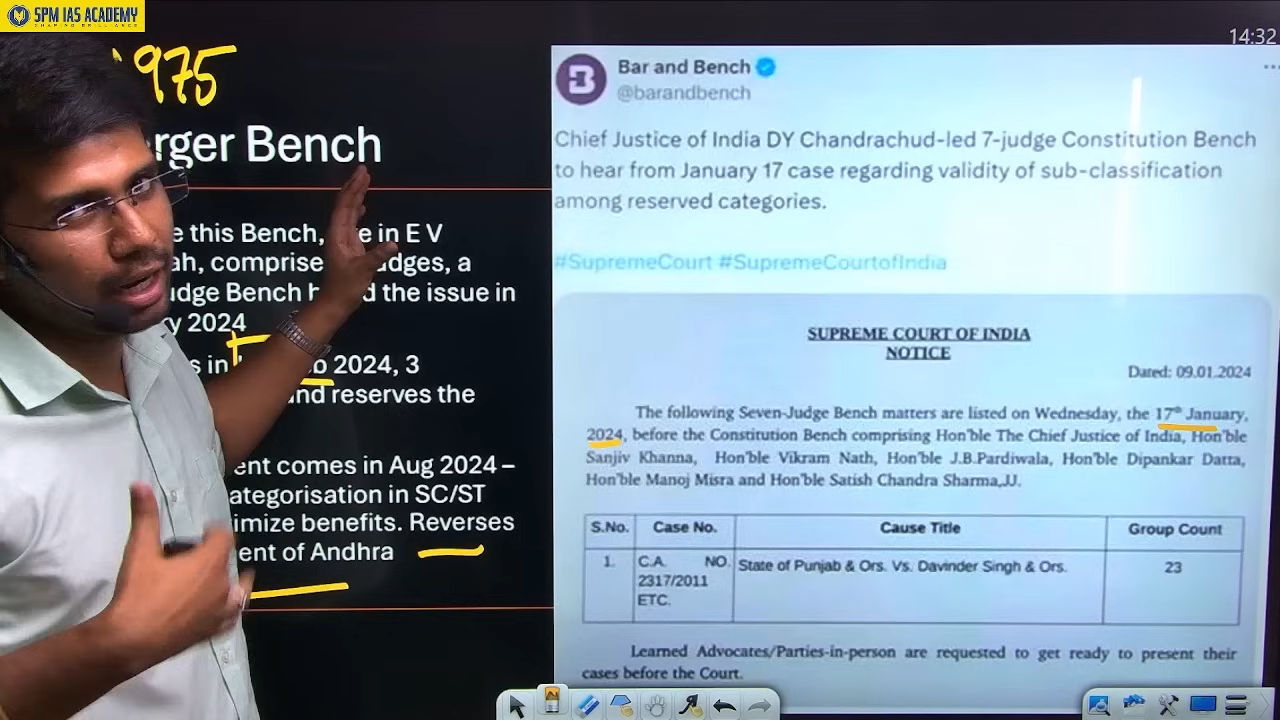 SPM IAS ACADEMY
SHAPING BRILLIANCE
14:32
1975
rger Bench
e this Bench, in E V
ah, comprise udges, a
udge Bench h d the issue in
ry 2024
s in b 2024, 3
and reserves the
ent comes in Aug 2024 –
ategorisation in SC/ST
imize benefits. Reverses
ent of Andhra
Bar and Bench
@barandbench
Chief Justice of India DY Chandrachud-led 7-judge Constitution Bench
to hear from January 17 case regarding validity of sub-classification
among reserved categories.
#SupremeCourt #SupremeCourtofIndia
SUPREME COURT OF INDIA
NOTICE
Dated: 09.01.2024
The following Seven-Judge Bench matters are listed on Wednesday, the 17th January,
2024, before the Constitution Bench comprising Hon'ble The Chief Justice of India, Hon'ble
Sanjiv Khanna, Hon'ble Vikram Nath, Hon'ble J.B.Pardiwala, Hon'ble Dipankar Datta,
Hon'ble Manoj Misra and Hon'ble Satish Chandra Sharma,JJ.
S.No. Case No. Cause Title Group Count
1. C.A. NO. State of Punjab & Ors. Vs. Davinder Singh & Ors. 23
2317/2011
ETC.
Learned Advocates/Parties-in-person are requested to get ready to present their
cases before the Court.